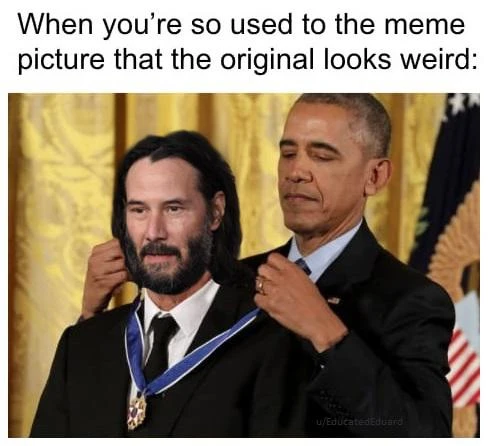 When you’re so used to the meme
picture that the original looks weird:
u/EducatedEduard